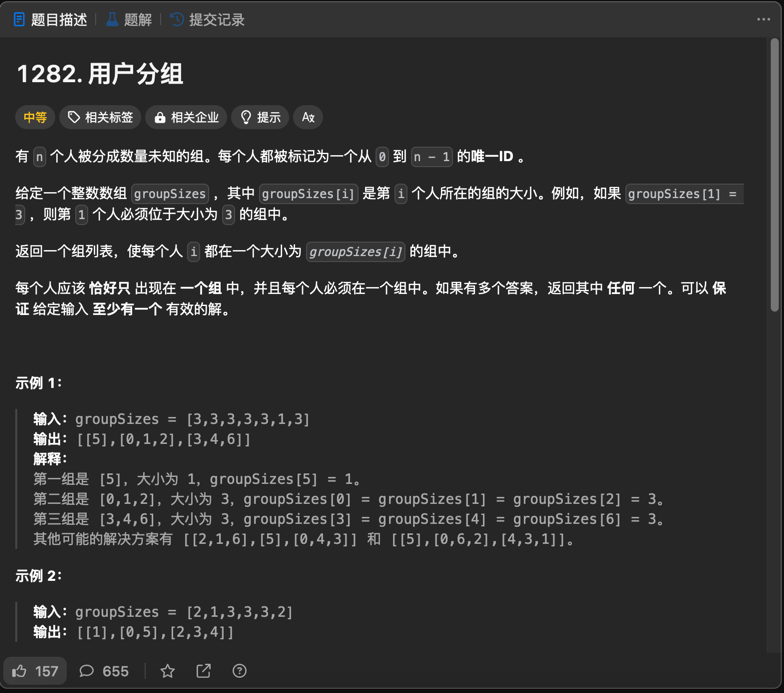 题目描述 题解 提交记录
1282. 用户分组
中等 相关标签 相关企业 提示 Aあ
有 n 个人被分成数量未知的组。每个人都被标记为一个从 0 到 n - 1 的唯一ID 。
给定一个整数数组 groupSizes ，其中 groupSizes[i] 是第 i 个人所在的组的大小。例如，如果 groupSizes[1] =
3 ，则第 1 个人必须位于大小为 3 的组中。
返回一个组列表，使每个人 i 都在一个大小为 groupSizes[i] 的组中。
每个人应该 恰好只 出现在 一个组 中，并且每个人必须在一个组中。如果有多个答案，返回其中 任何 一个。可以 保
证 给定输入 至少有一个 有效的解。
示例 1：
输入：groupSizes = [3,3,3,3,3,1,3]
输出：[[5],[0,1,2],[3,4,6]]
解释：
第一组是 [5]，大小为 1，groupSizes[5] = 1。
第二组是 [0,1,2]，大小为 3，groupSizes[0] = groupSizes[1] = groupSizes[2] = 3。
第三组是 [3,4,6]，大小为 3，groupSizes[3] = groupSizes[4] = groupSizes[6] = 3。
其他可能的解决方案有 [[2,1,6],[5],[0,4,3]] 和 [[5],[0,6,2],[4,3,1]]。
示例 2：
输入：groupSizes = [2,1,3,3,3,2]
输出：[[1],[0,5],[2,3,4]]
157 655